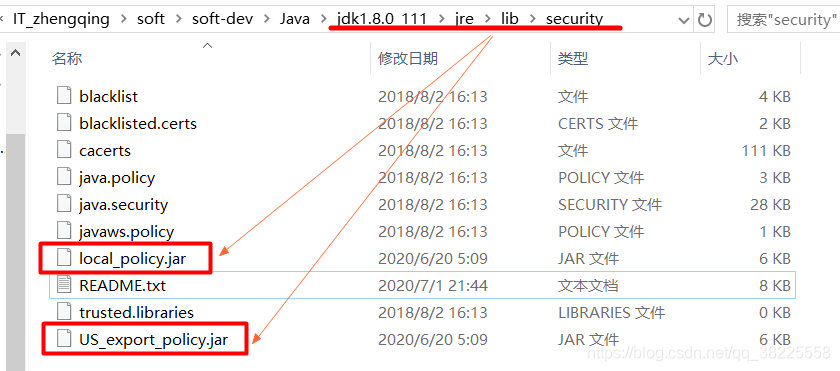 IT_zhengqing > soft > soft-dev > Java > jdk1.8.0_111 > jre > lib > security 搜索"security"
名称 修改日期 类型 大小
blacklist 2018/8/2 16:13 文件 4 KB
blacklisted.certs 2018/8/2 16:13 CERTS 文件 2 KB
cacerts 2018/8/2 16:13 文件 111 KB
java.policy 2018/8/2 16:13 POLICY 文件 3 KB
java.security 2018/8/2 16:13 SECURITY 文件 28 KB
javaws.policy 2018/8/2 16:13 POLICY 文件 1 KB
local_policy.jar 2020/6/20 5:09 JAR 文件 6 KB
README.txt 2020/7/1 21:44 文本文档 8 KB
trusted.libraries 2018/8/2 16:13 LIBRARIES 文件 0 KB
US_export_policy.jar 2020/6/20 5:09 JAR 文件 6 KB
https://blog.csdn.net/qq_38225558